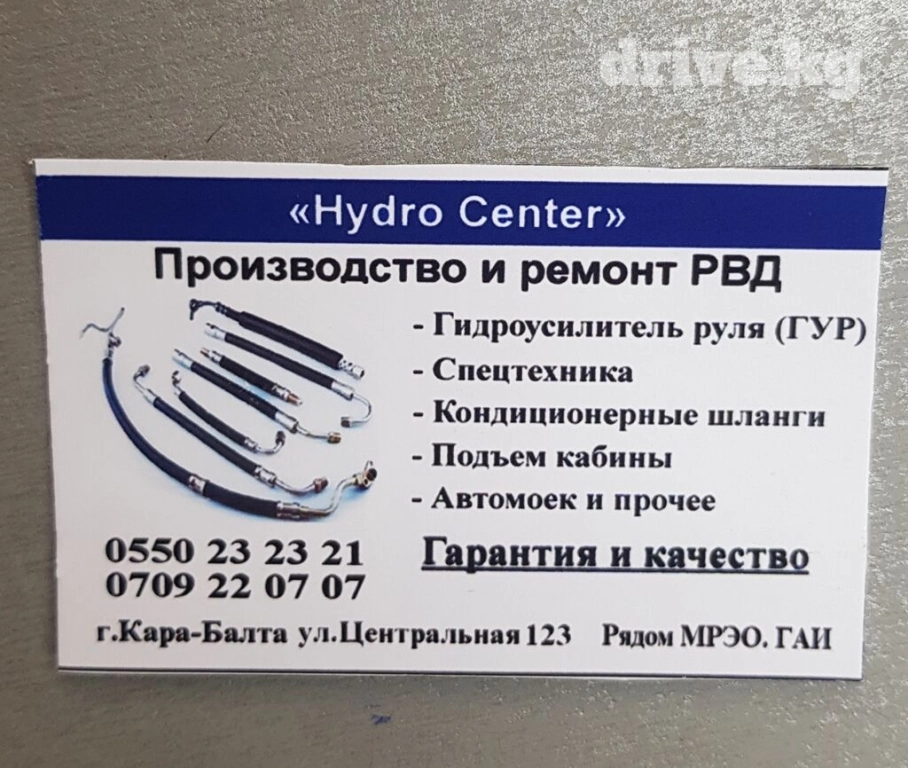 drive.kg
«Hydro Center»
Производство и ремонт РВД
- Гидроусилитель руля (ГУР)
- Спецтехника
- Кондиционерные шланги
- Подъем кабины
- Автомоек и прочее
0550 23 23 21
0709 22 07 07
Гарантия и качество
г.Кара-Балта ул.Центральная 123 Рядом МРЭО. ГАИ